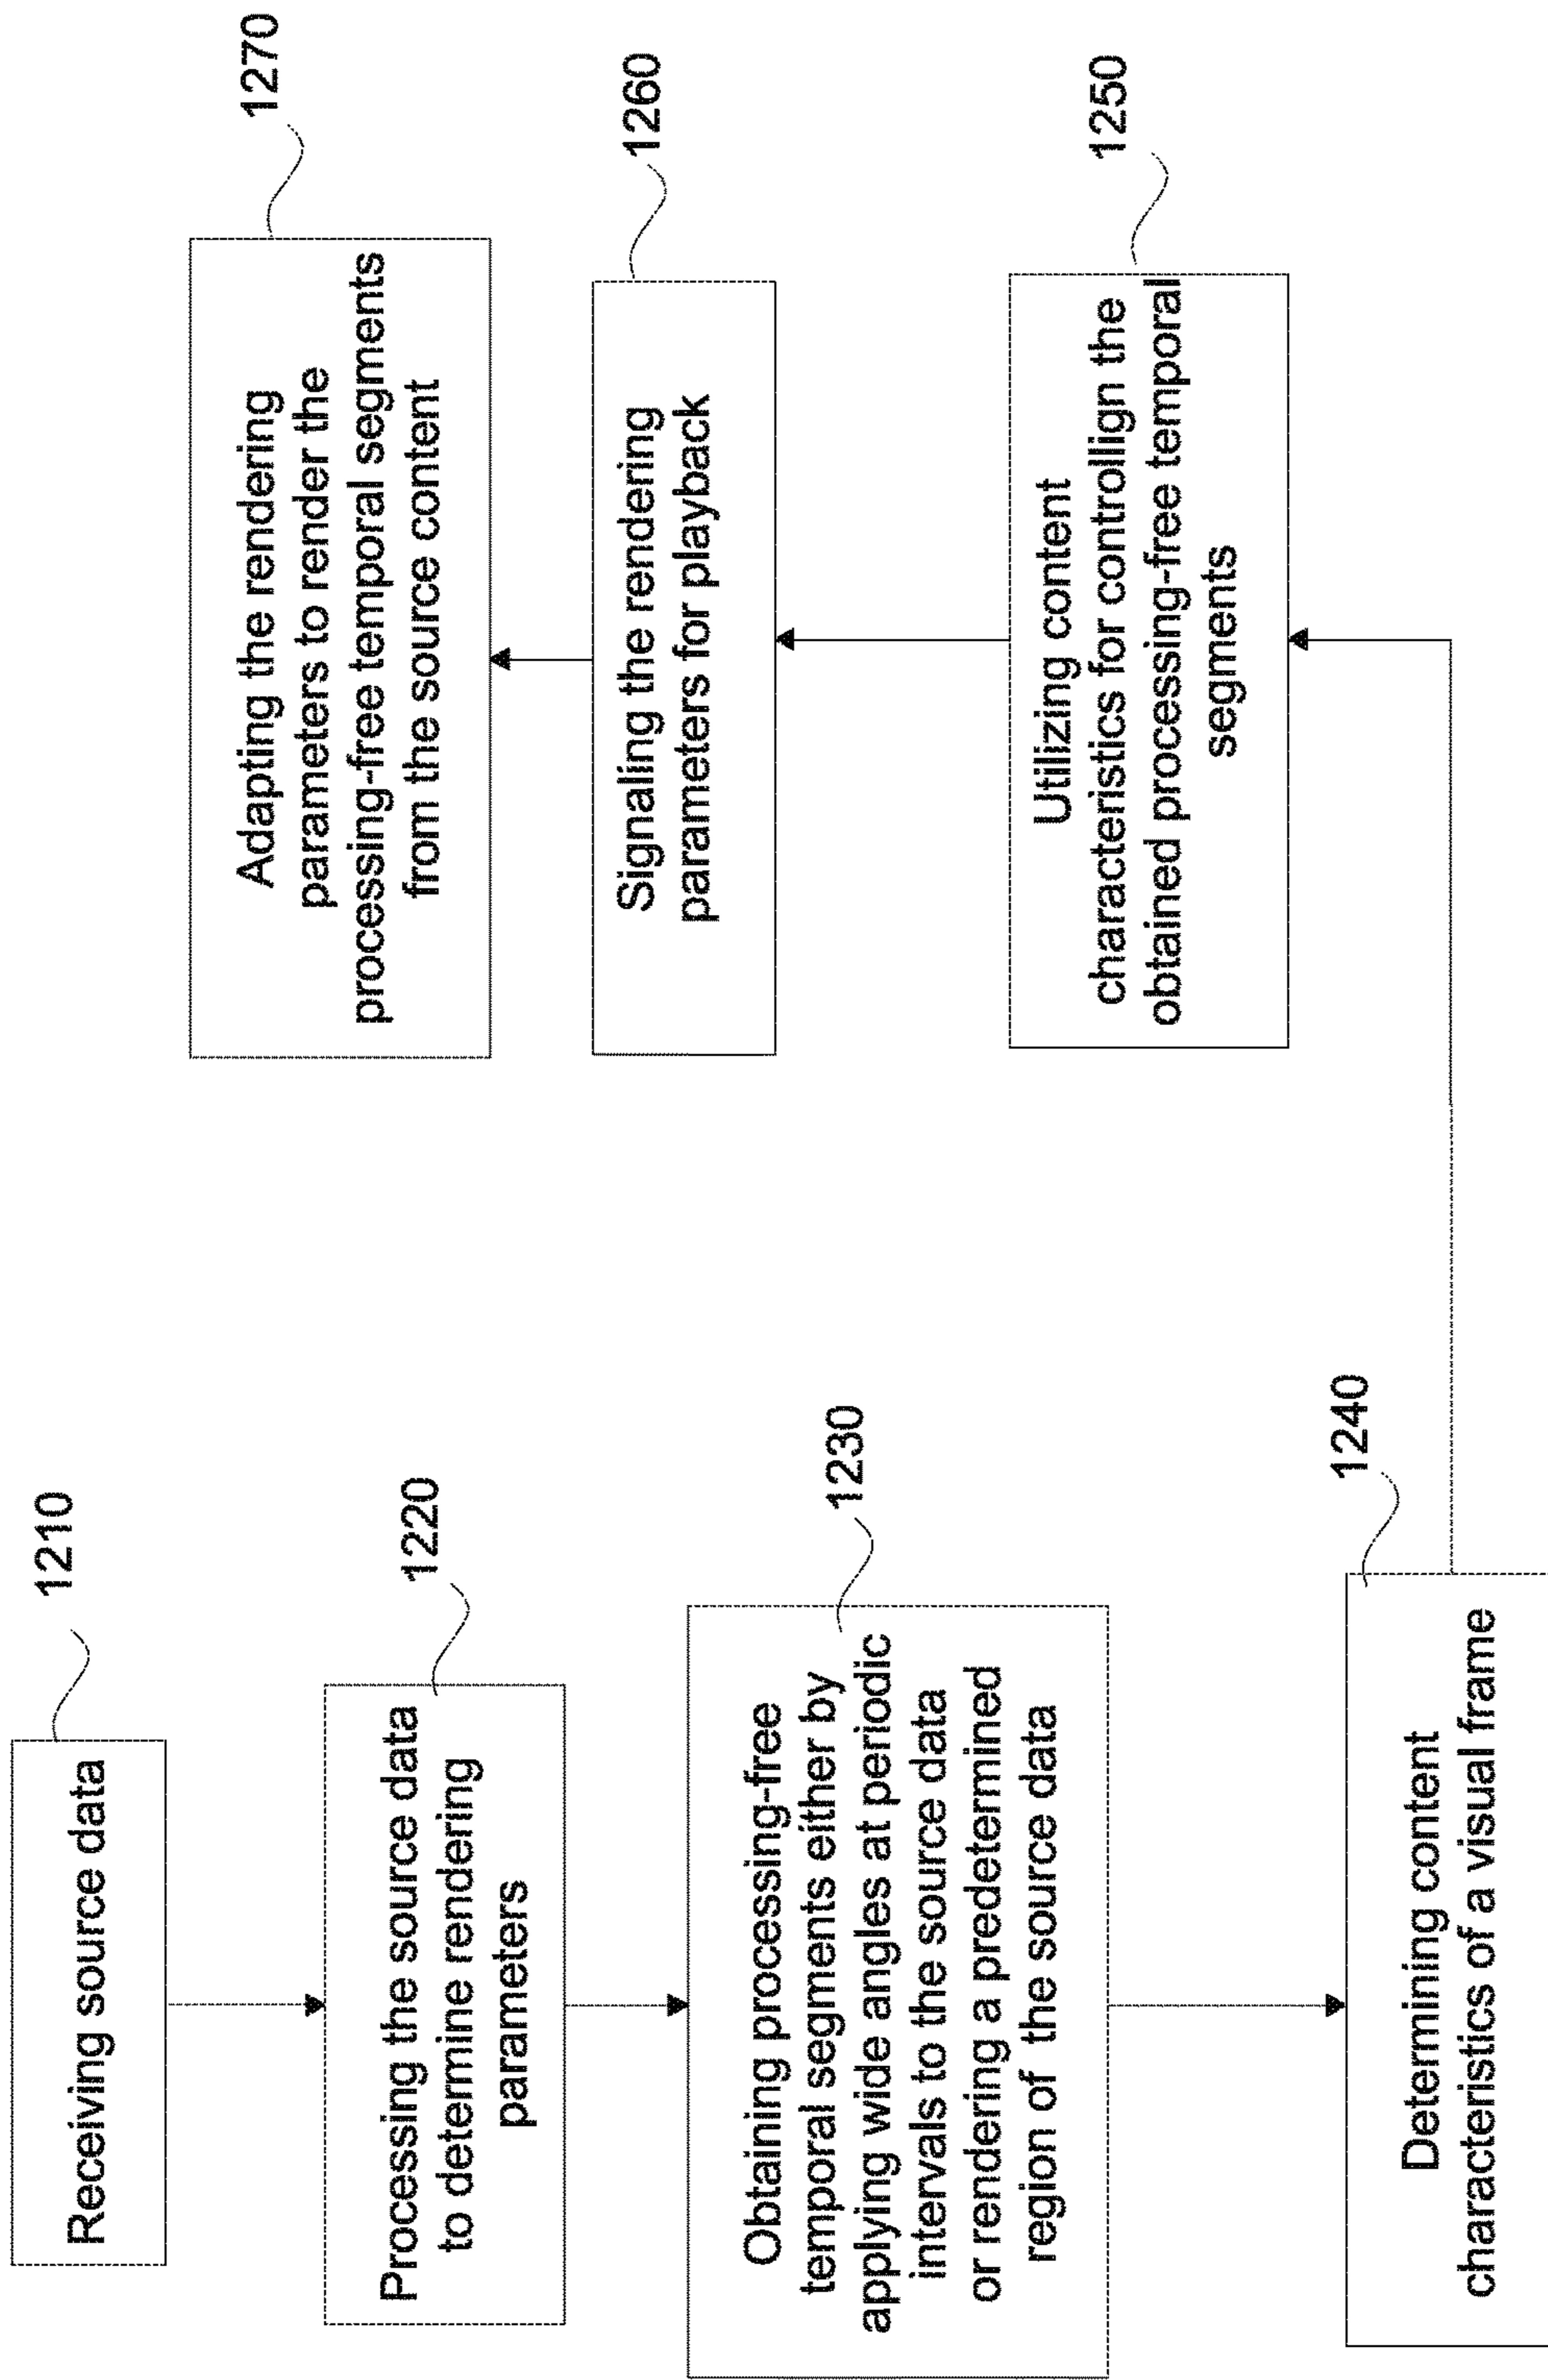 1210
Receiving source data
1220
Processing the source data
to determine rendering
parameters
1230
Obtaining processing-free
temporal segments either by
applying wide angles at periodic
intervals to the source data
or rendering a predetermined
region of the source data
1240
Determining content
characteristics of a visual frame
1250
Utilizing content
characteristics for controllign the
obtained processing-free temporal
segments
1260
Signaling the rendering
parameters for playback
1270
Adapting the rendering
parameters to render the
processing-free temporal segments
from the source content